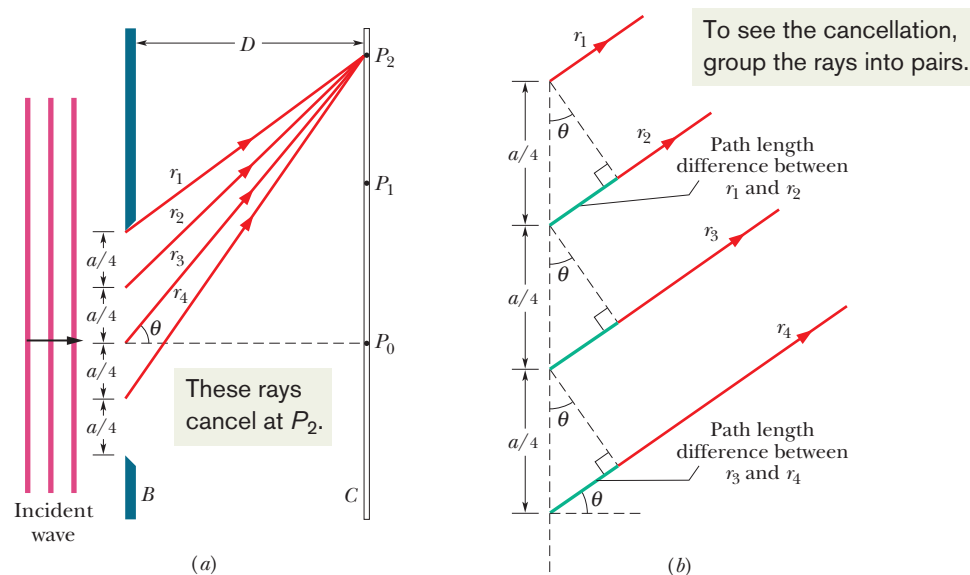 D
P2
r1
r2
r3
r4
P1
a/4
a/4
θ
P0
a/4
a/4
These rays
cancel at P2.
B
C
Incident
wave
(a)
To see the cancellation,
group the rays into pairs.
r1
θ
a/4
r2
Path length
difference between
r1 and r2
r3
θ
a/4
r4
θ
a/4
Path length
difference between
r3 and r4
θ
(b)